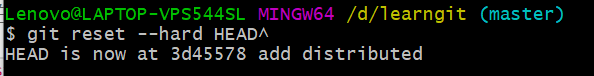 Lenovo@LAPTOP-VPS544SL MINGW64 /d/learngit (master)
$ git reset --hard HEAD^
HEAD is now at 3d45578 add distributed